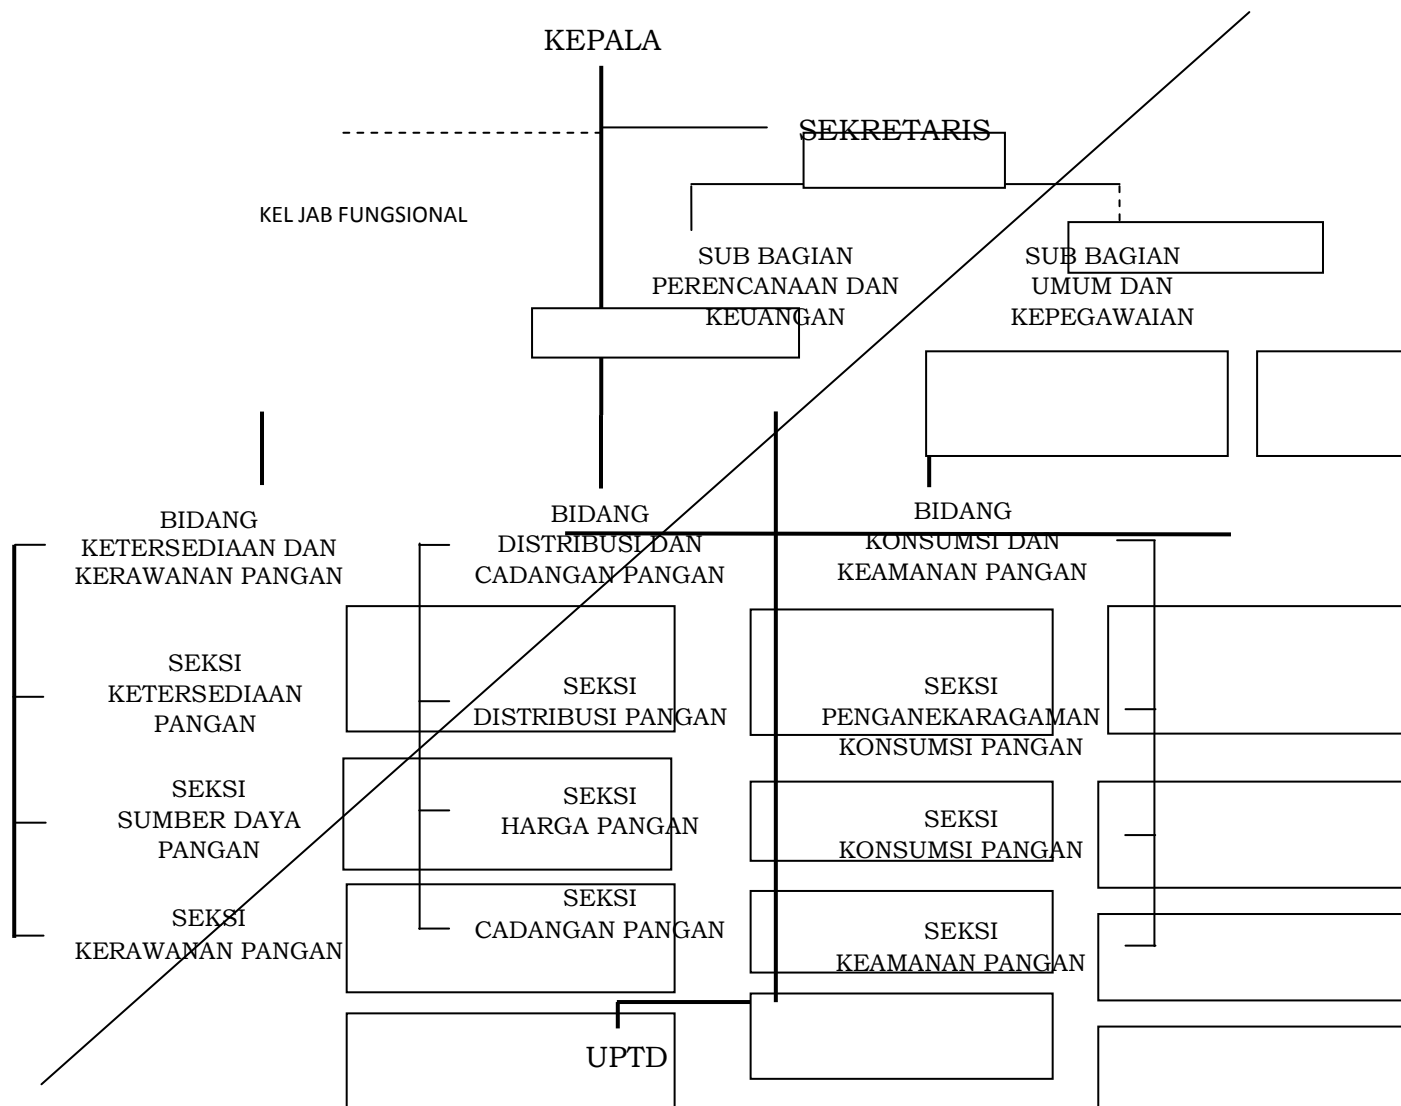 KEPALA
SEKRETARIS
KEL JAB FUNGSIONAL
SUB BAGIAN
PERENCANAAN DAN
KEUANGAN
SUB BAGIAN
UMUM DAN
KEPEGAWAIAN
BIDANG
KETERSEDIAAN DAN
KERAWANAN PANGAN
BIDANG
DISTRIBUSI DAN
CADANGAN PANGAN
BIDANG
KONSUMSI DAN
KEAMANAN PANGAN
SEKSI
KETERSEDIAAN
PANGAN
SEKSI
DISTRIBUSI PANGAN
SEKSI
PENGANEKARAGAMAN
KONSUMSI PANGAN
SEKSI
SUMBER DAYA
PANGAN
SEKSI
HARGA PANGAN
SEKSI
KONSUMSI PANGAN
SEKSI
KERAWANAN PANGAN
SEKSI
CADANGAN PANGAN
SEKSI
KEAMANAN PANGAN
UPTD